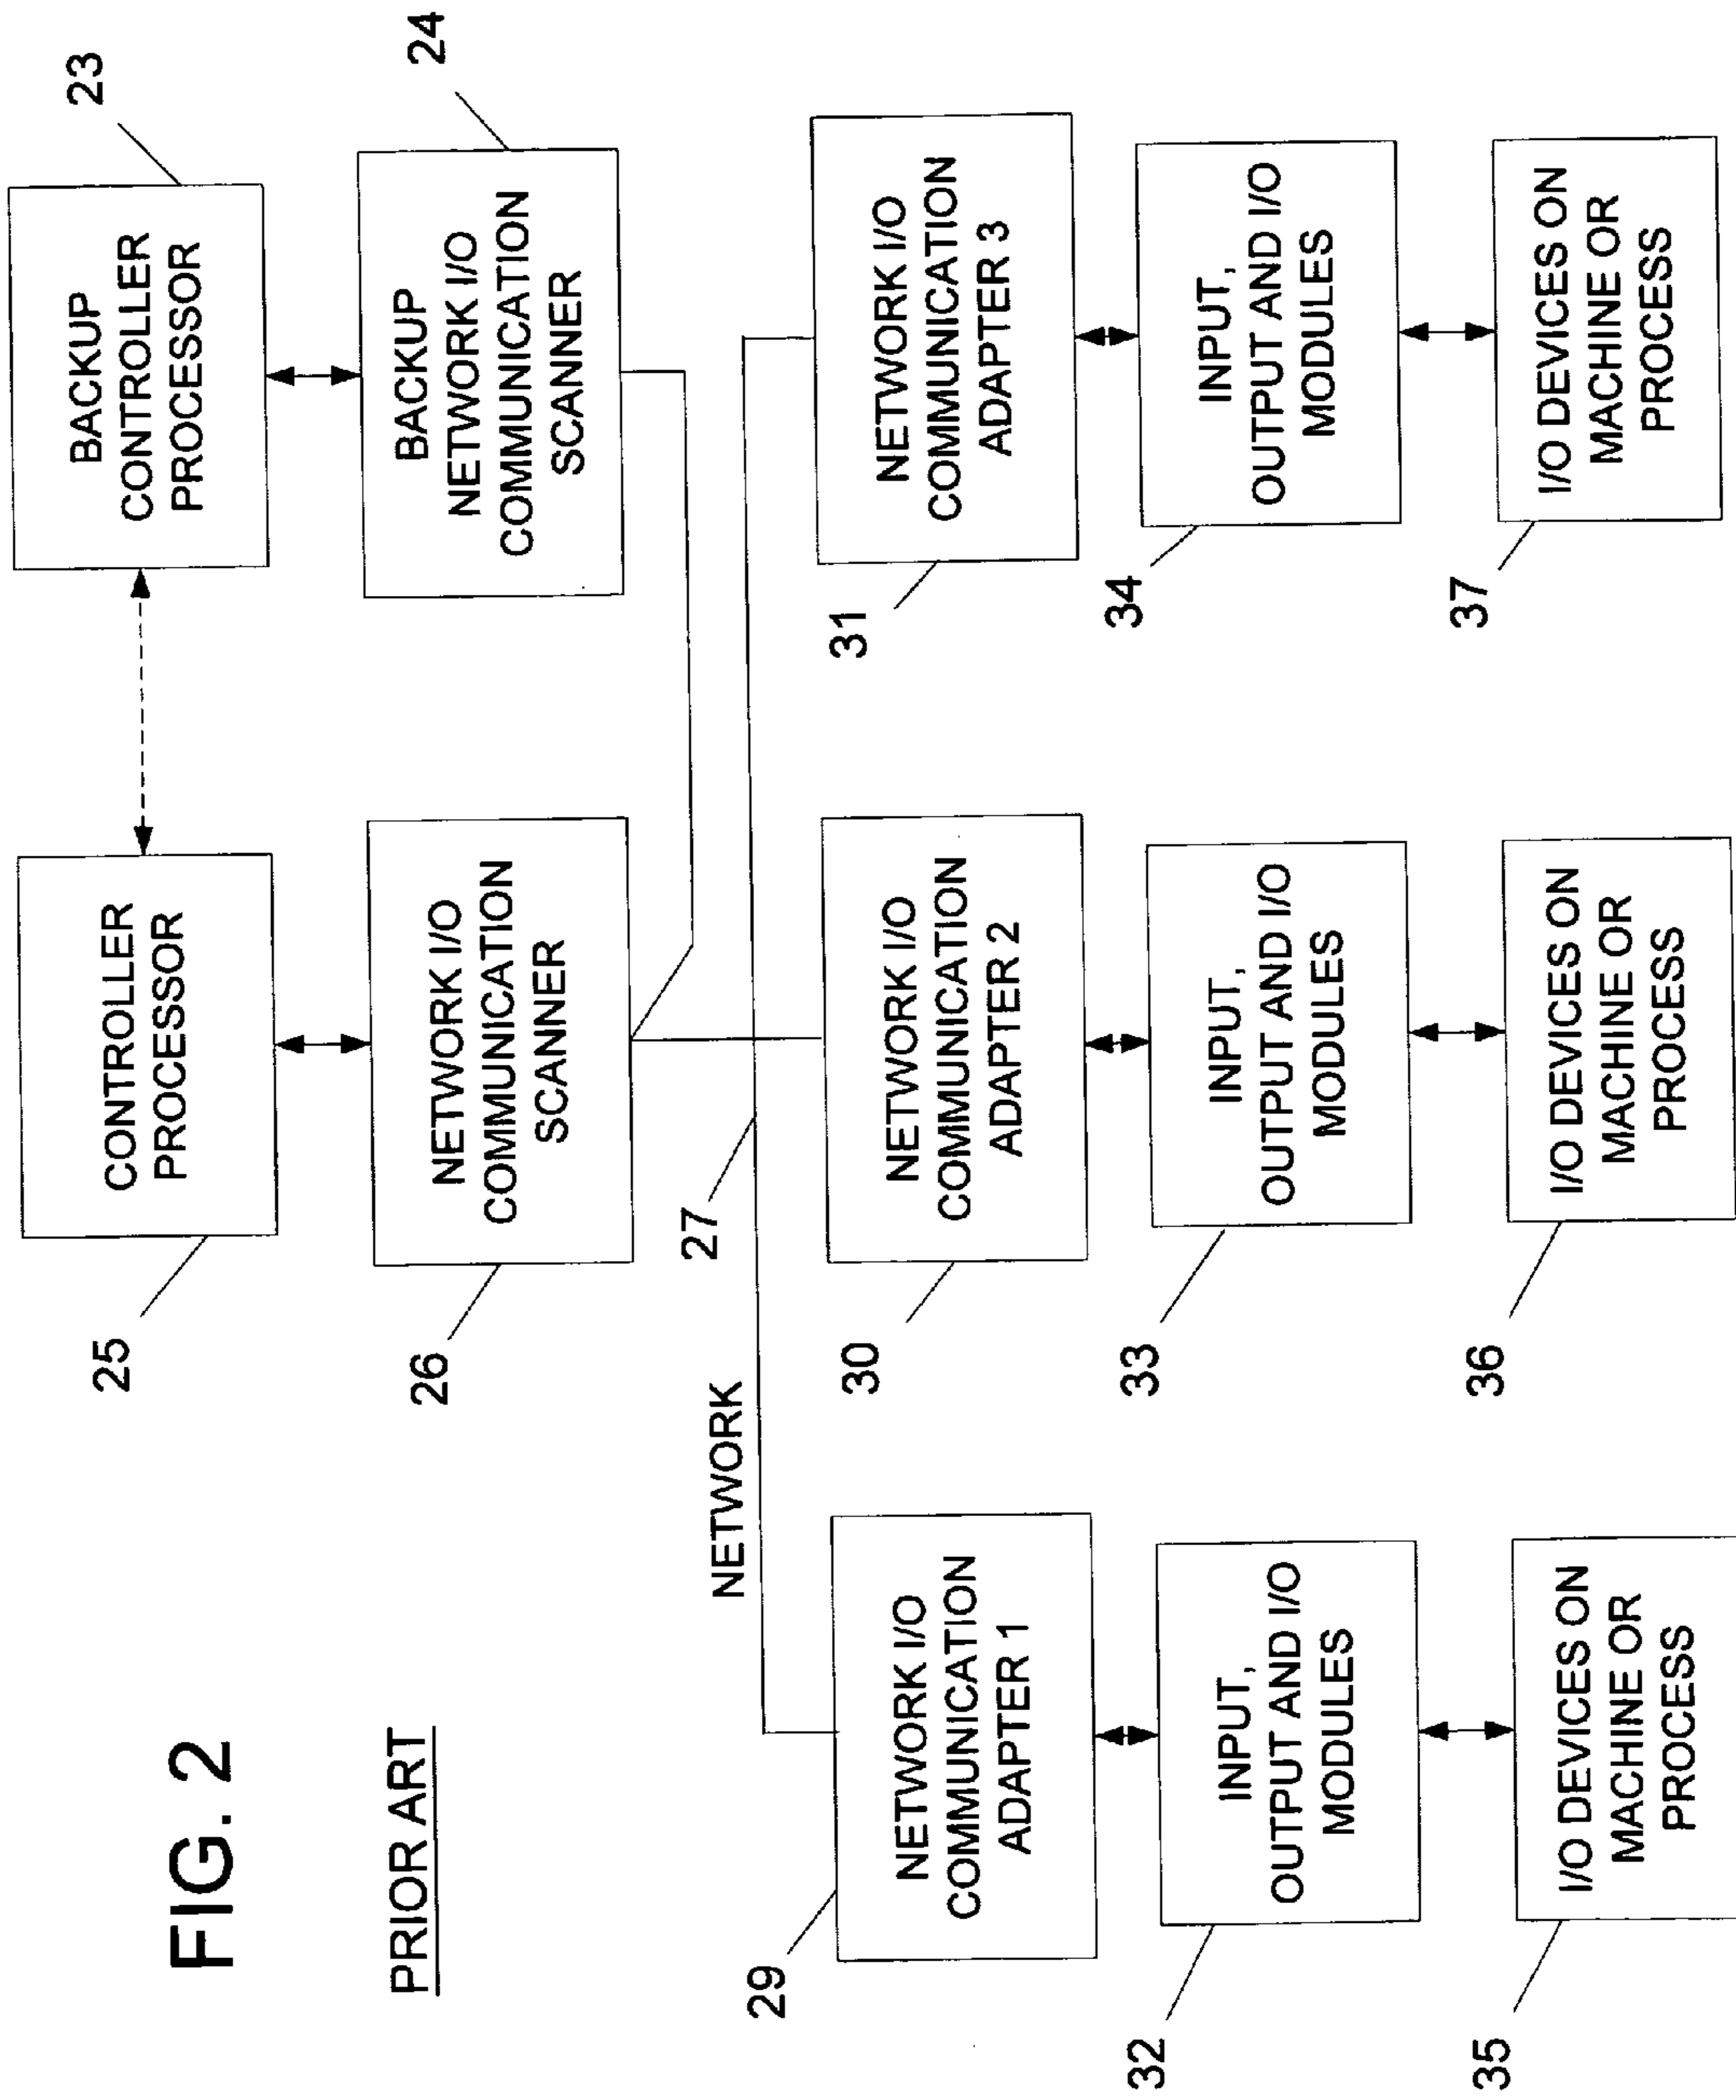 FIG. 2
PRIOR ART
25
CONTROLLER
PROCESSOR
23
BACKUP
CONTROLLER
PROCESSOR
26
NETWORK I/O
COMMUNICATION
SCANNER
24
BACKUP
NETWORK I/O
COMMUNICATION
SCANNER
NETWORK
27
29
NETWORK I/O
COMMUNICATION
ADAPTER 1
30
NETWORK I/O
COMMUNICATION
ADAPTER 2
31
NETWORK I/O
COMMUNICATION
ADAPTER 3
32
INPUT,
OUTPUT AND I/O
MODULES
33
INPUT,
OUTPUT AND I/O
MODULES
34
INPUT,
OUTPUT AND I/O
MODULES
35
I/O DEVICES ON
MACHINE OR
PROCESS
36
I/O DEVICES ON
MACHINE OR
PROCESS
37
I/O DEVICES ON
MACHINE OR
PROCESS